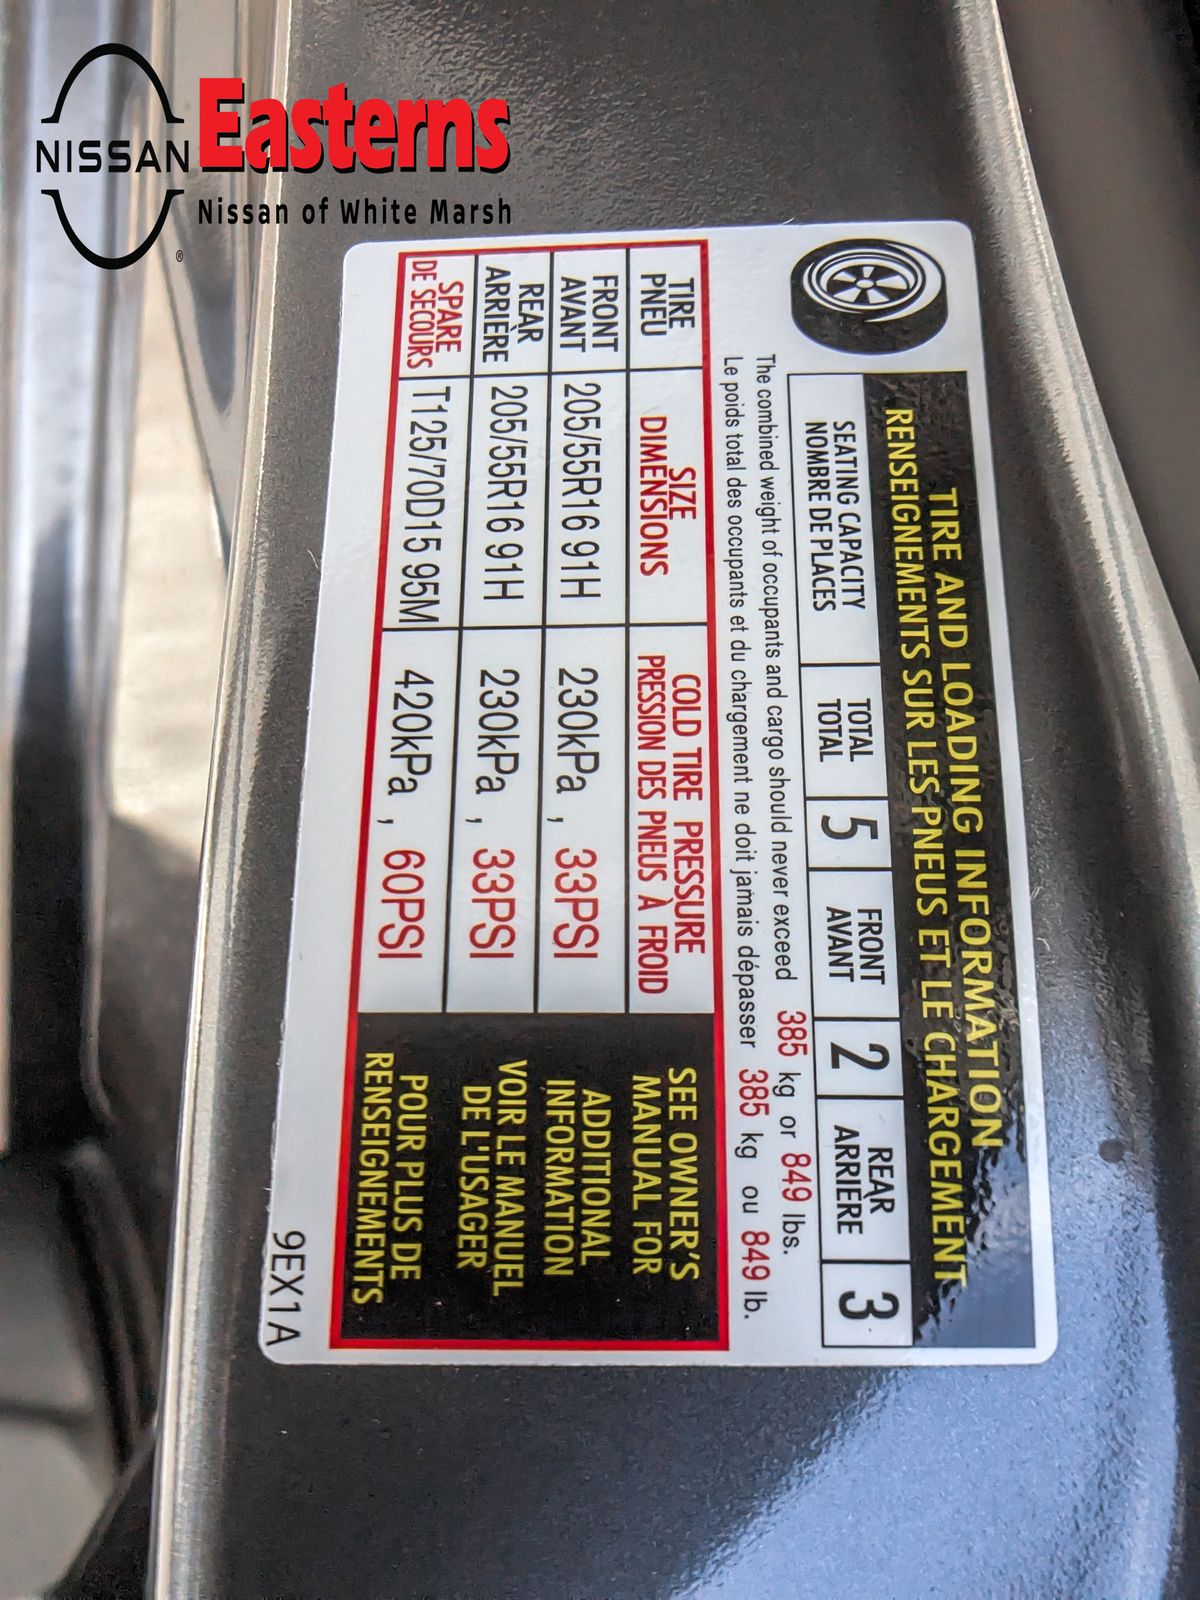 NISSAN
®
Easterns
Nissan of White Marsh
TIRE AND LOADING INFORMATION
RENSEIGNEMENTS SUR LES PNEUS ET LE CHARGEMENT
SEATING CAPACITY
NOMBRE DE PLACES
TOTAL
TOTAL
5
FRONT
AVANT
2
REAR
ARRIÈRE
3
The combined weight of occupants and cargo should never exceed 385 kg or 849 lbs.
Le poids total des occupants et du chargement ne doit jamais dépasser 385 kg ou 849 lb.
TIRE
PNEU
SIZE
DIMENSIONS
COLD TIRE PRESSURE
PRESSION DES PNEUS À FROID
FRONT
AVANT
205/55R16 91H
230kPa , 33PSI
REAR
ARRIÈRE
205/55R16 91H
230kPa , 33PSI
SPARE
DE SECOURS
T125/70D15 95M
420kPa , 60PSI
SEE OWNER'S
MANUAL FOR
ADDITIONAL
INFORMATION
VOIR LE MANUEL
DE L'USAGER
POUR PLUS DE
RENSEIGNEMENTS
9EX1A